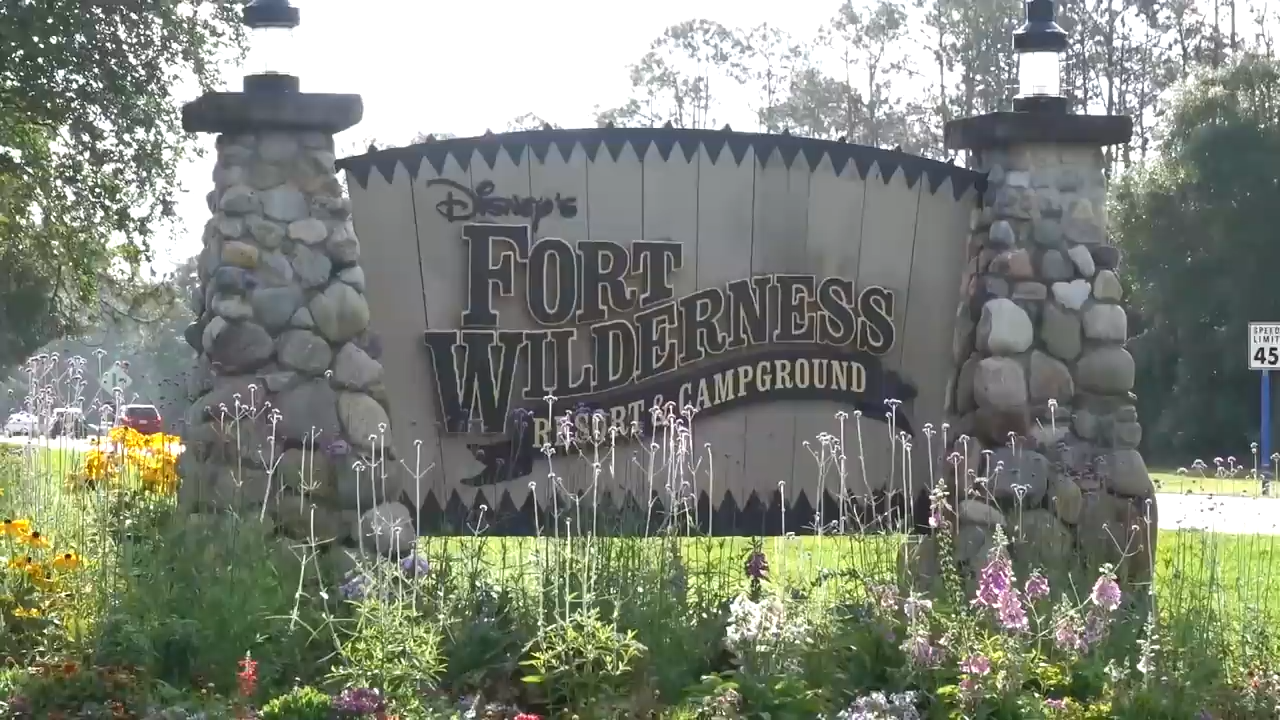 Disney's
FORT
WILDERNESS
RESORT & CAMPGROUND
SPEED
LIMIT
45